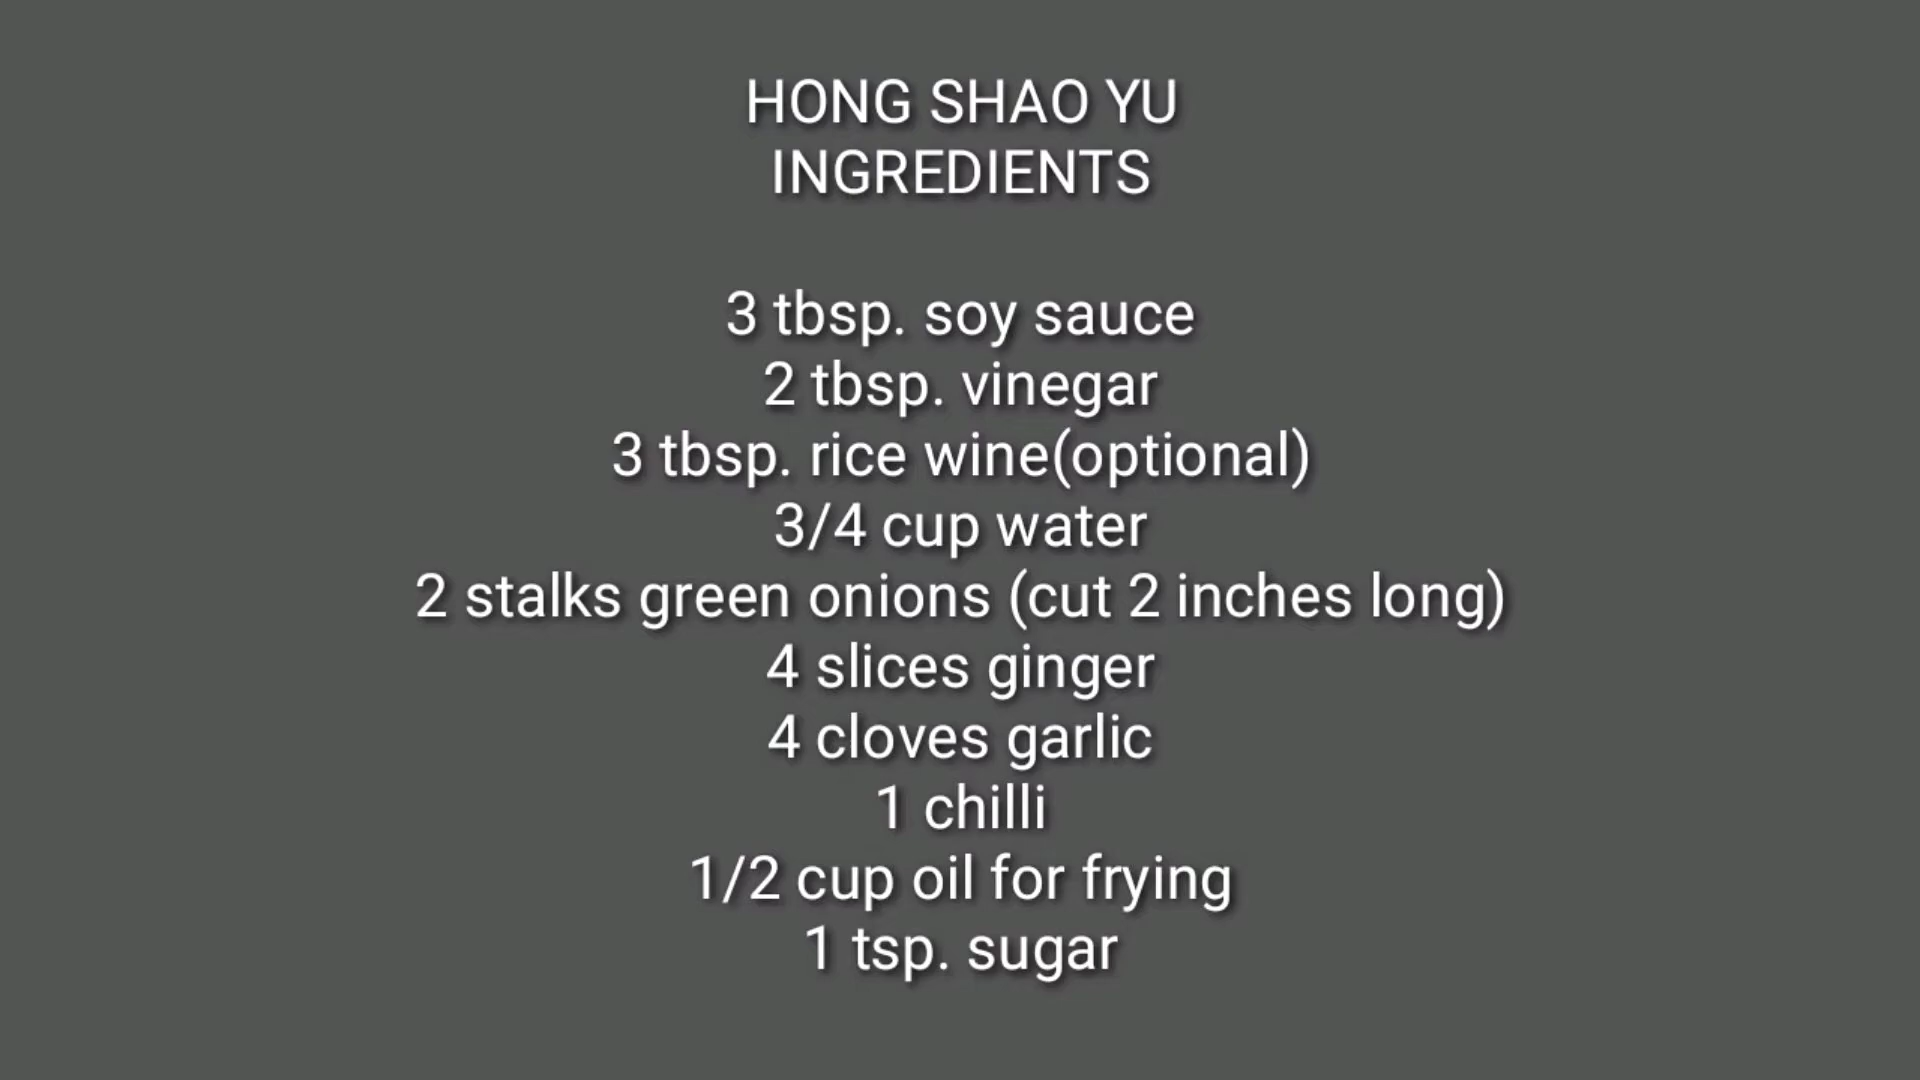 HONG SHAO YU
INGREDIENTS
3 tbsp. soy sauce
2 tbsp. vinegar
3 tbsp. rice wine(optional)
3/4 cup water
2 stalks green onions (cut 2 inches long)
4 slices ginger
4 cloves garlic
1 chilli
1/2 cup oil for frying
1 tsp. sugar